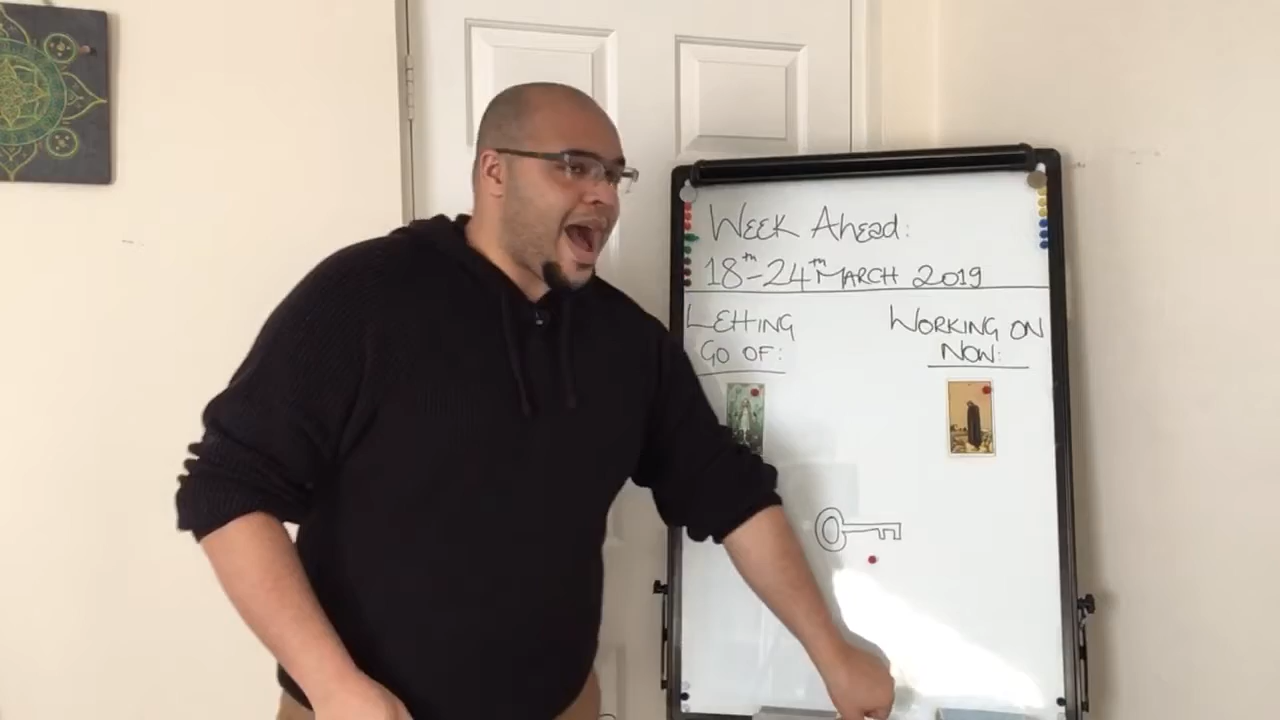 Week Ahead:
18th-24th March 2019
Letting
Go of:
Working on
Now: